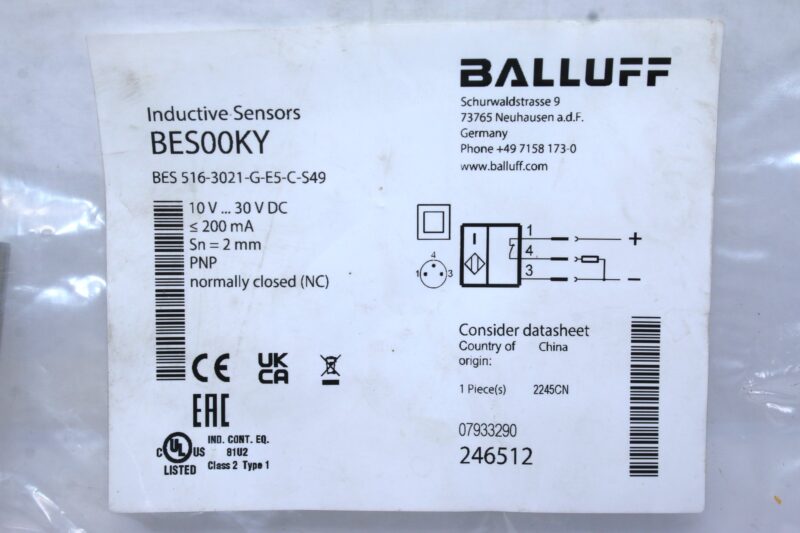 BALLUFF
Schurwaldstrasse 9
73765 Neuhausen a.d.F.
Germany
Phone +49 7158 173-0
www.balluff.com
Inductive Sensors
BES00KY
BES 516-3021-G-E5-C-S49
10 V ... 30 V DC
≤ 200 mA
Sn = 2 mm
PNP
normally closed (NC)
1
4
3
+
−
4
1 3
CE
UK
CA
EAC
C UL US
LISTED
IND. CONT. EQ.
81U2
Class 2 Type 1
Consider datasheet
Country of China
origin:
1 Piece(s) 2245CN
07933290
246512